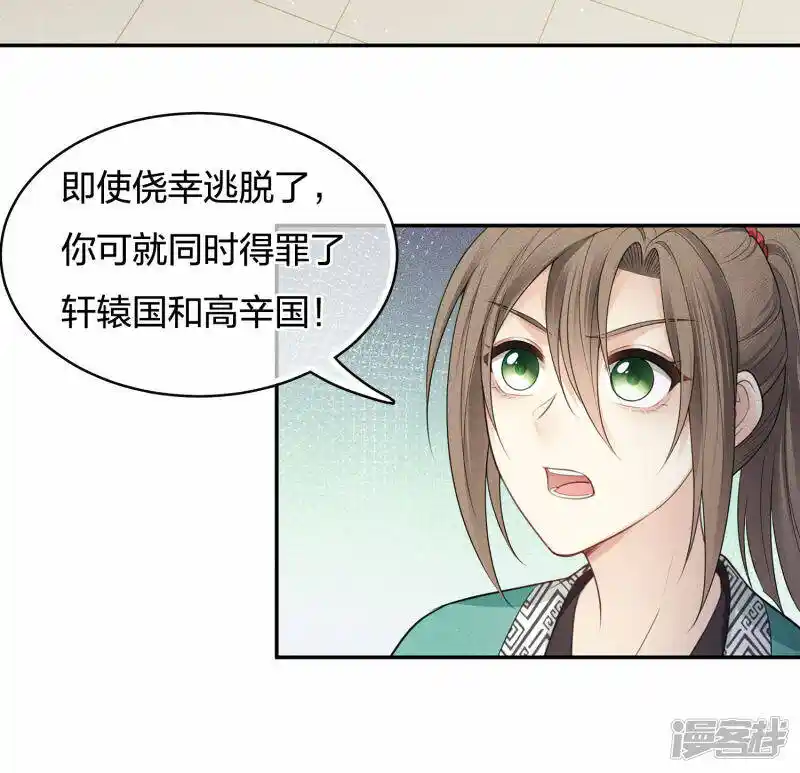 即使侥幸逃脱了，
你可就同时得罪了
轩辕国和高辛国！
漫客栈